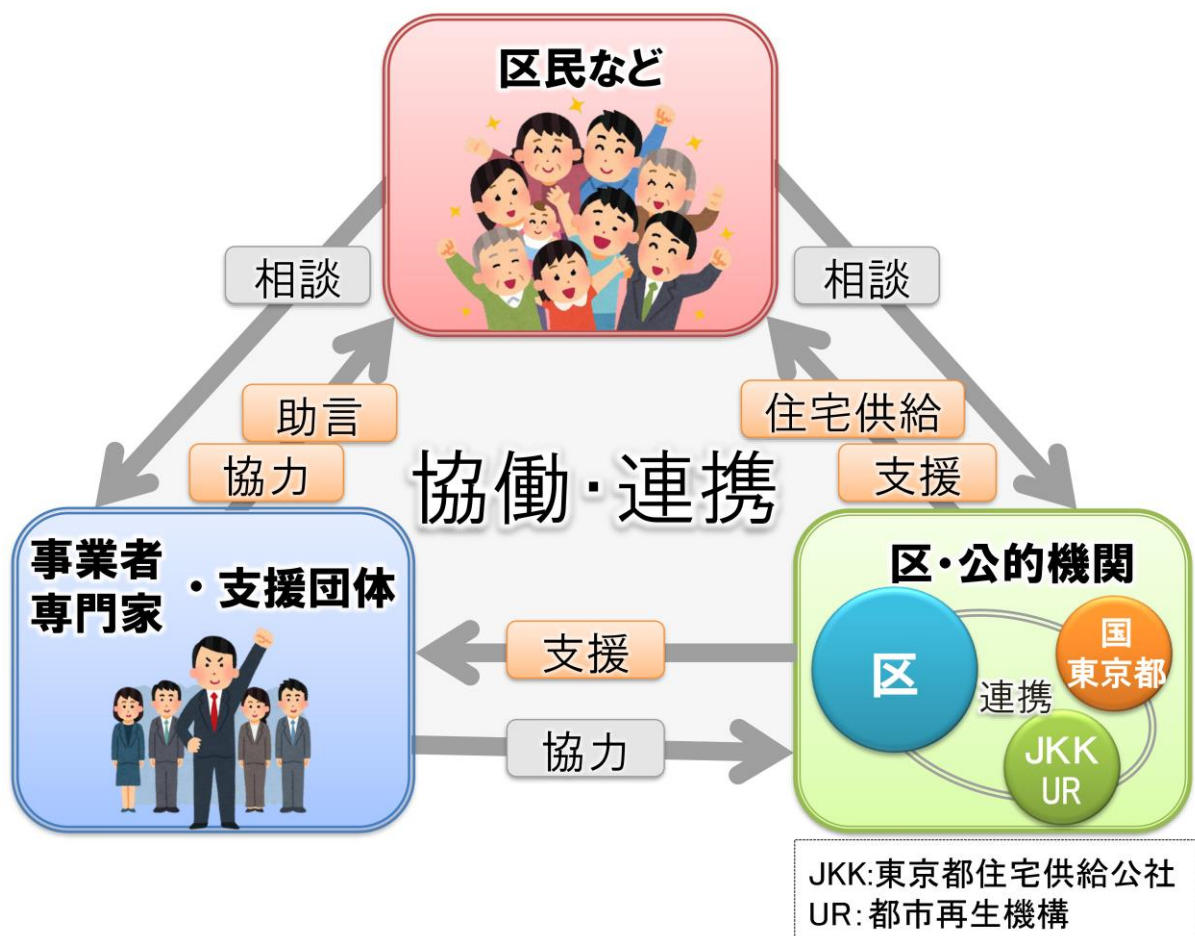 区民など
相談
相談
助言
協力
住宅供給
支援
協働・連携
事業者
専門家
・支援団体
区・公的機関
区
国
東京都
連携
JKK
UR
支援
協力
JKK:東京都住宅供給公社
UR:都市再生機構